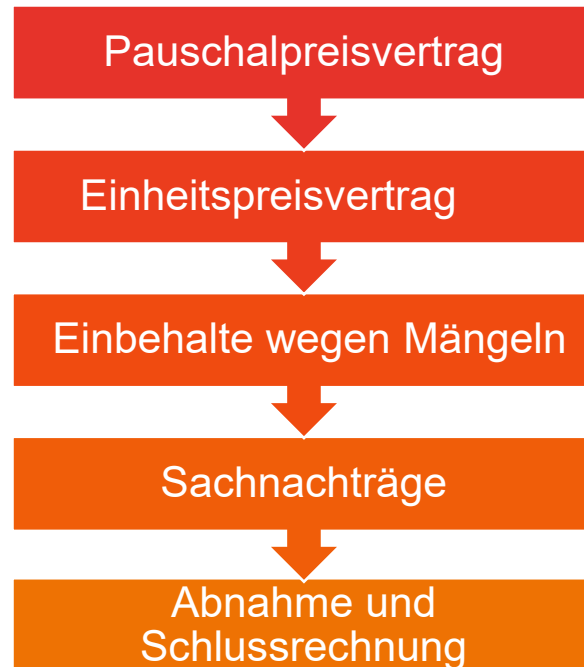 Pauschalpreisvertrag
Einheitspreisvertrag
Einbehalte wegen Mängeln
Sachnachträge
Abnahme und
Schlussrechnung